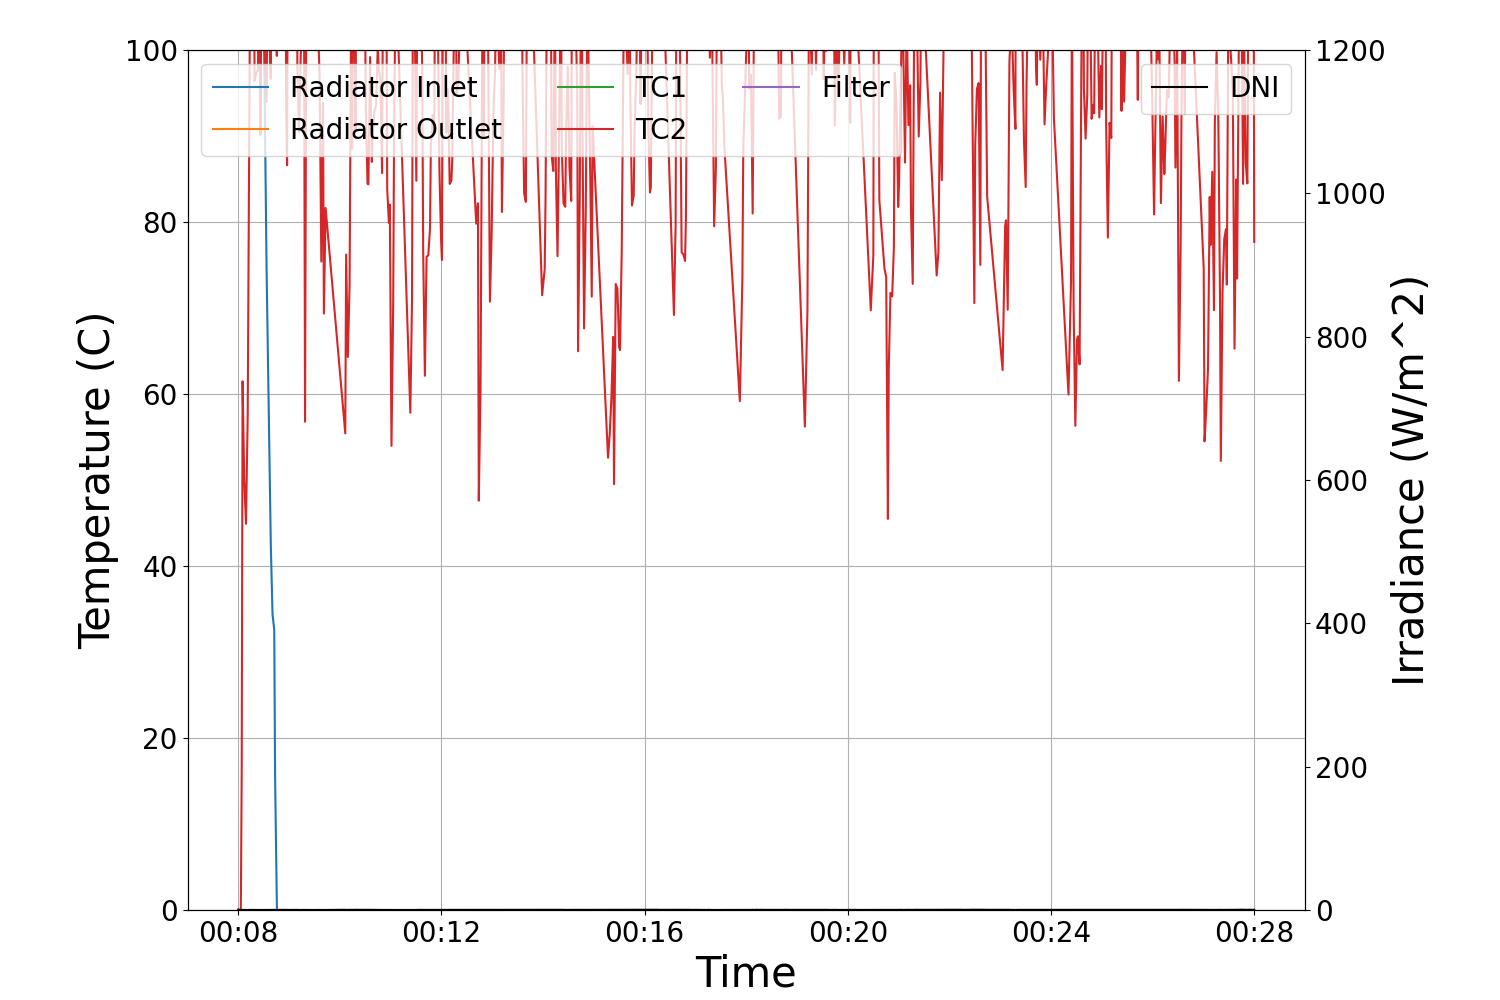 Radiator Inlet
Radiator Outlet
TC1
TC2
Filter
DNI
100
80
60
40
20
0
Temperature (C)
1200
1000
800
600
400
200
0
Irradiance (W/m^2)
00:08 00:12 00:16 00:20 00:24 00:28
Time